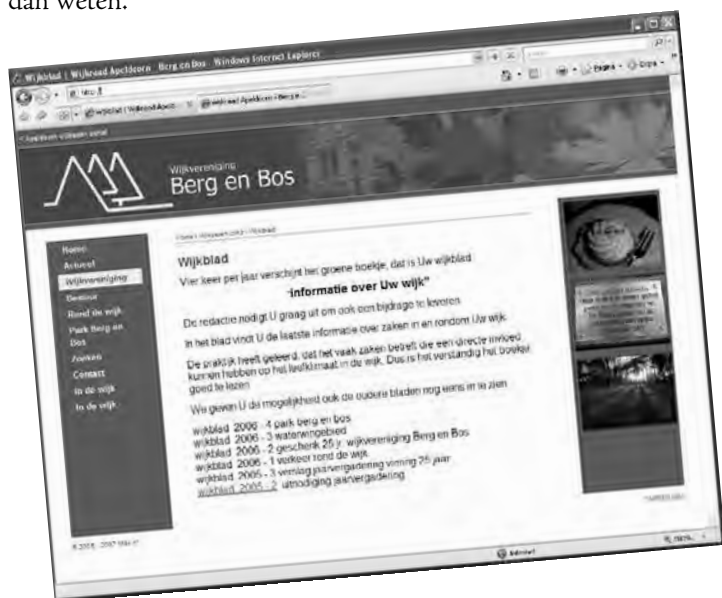 dan weten.
Wijkblad | Wijkraad Apeldoorn Berg en Bos Windows Internet Explorer
Wijkvereniging
Berg en Bos
Home
Actueel
Wijkvereniging
Bestuur
Rond de wijk
Park Berg en
Bos
Zoeken
Contact
In de wijk
In de wijk
Wijkblad
Vier keer per jaar verschijnt het groene boekje, dat is Uw wijkblad
"informatie over Uw wijk"
De redactie nodigt U graag uit om ook een bijdrage te leveren
In het blad vindt U de laatste informatie over zaken in en rondom Uw wijk
De praktijk heeft geleerd, dat het vaak zaken betreft die een directe invloed
kunnen hebben op het leefklimaat in de wijk. Dus is het verstandig het boekje
goed te lezen
We geven U de mogelijkheid ook de oudere bladen nog eens in te zien
wijkblad 2006 - 4 park berg en bos
wijkblad 2006 - 3 waterwingebied
wijkblad 2006 - 2 geschenk 25 jr. wijkvereniging Berg en Bos
wijkblad 2006 - 1 verkeer rond de wijk
wijkblad 2005 - 3 verslag jaarvergadering viering 25 jaar
wijkblad 2005 - 2 uitnodiging jaarvergadering
Internet